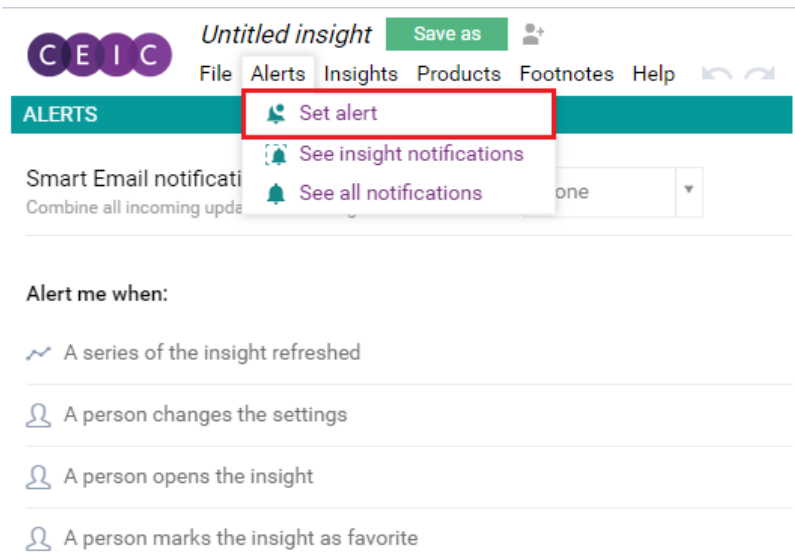 CEIC
Untitled insight Save as
File Alerts Insights Products Footnotes Help
ALERTS
Set alert
See insight notifications
See all notifications
Smart Email notificati
one
Combine all incoming upda
Alert me when:
A series of the insight refreshed
A person changes the settings
A person opens the insight
A person marks the insight as favorite